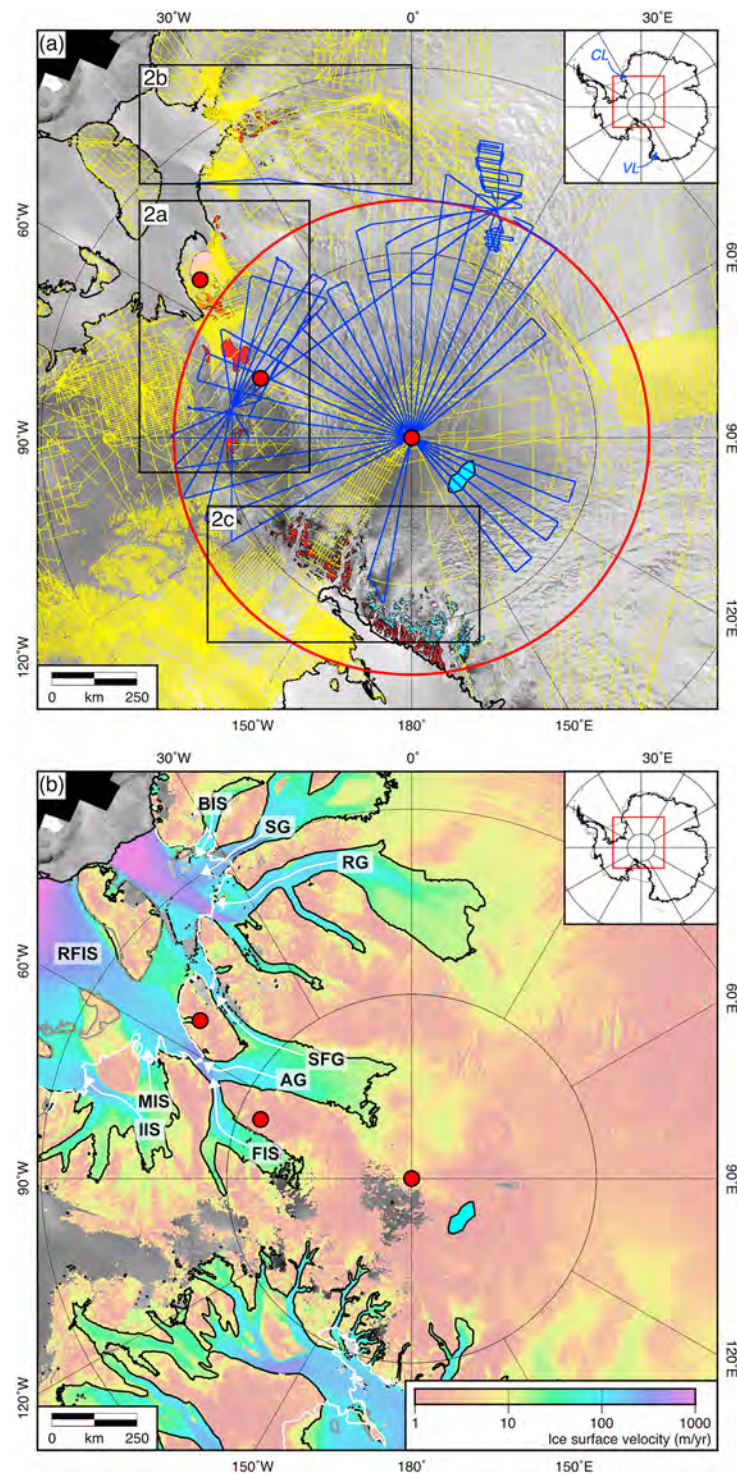 30°W 0° 30°E
(a)
CL
VL
2b
2a
2c
60°W
90°W
120°W
60°E
90°E
120°E
0 250
km
150°W 180° 150°E
30°W 0° 30°E
(b)
BIS
SG
RG
RFIS
SFG
AG
MIS
IIS
FIS
60°W
90°W
120°W
60°E
90°E
120°E
0 250
km
1 10 100 1000
Ice surface velocity (m/yr)
150°W 180° 150°E